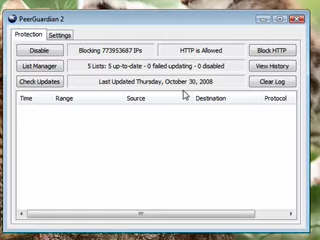 PeerGuardian 2
Protection Settings
Disable Blocking 773953687 IPs HTTP is Allowed Block HTTP
List Manager 5 Lists: 5 up-to-date - 0 failed updating - 0 disabled View History
Check Updates Last Updated Thursday, October 30, 2008 Clear Log
Time Range Source Destination Protocol